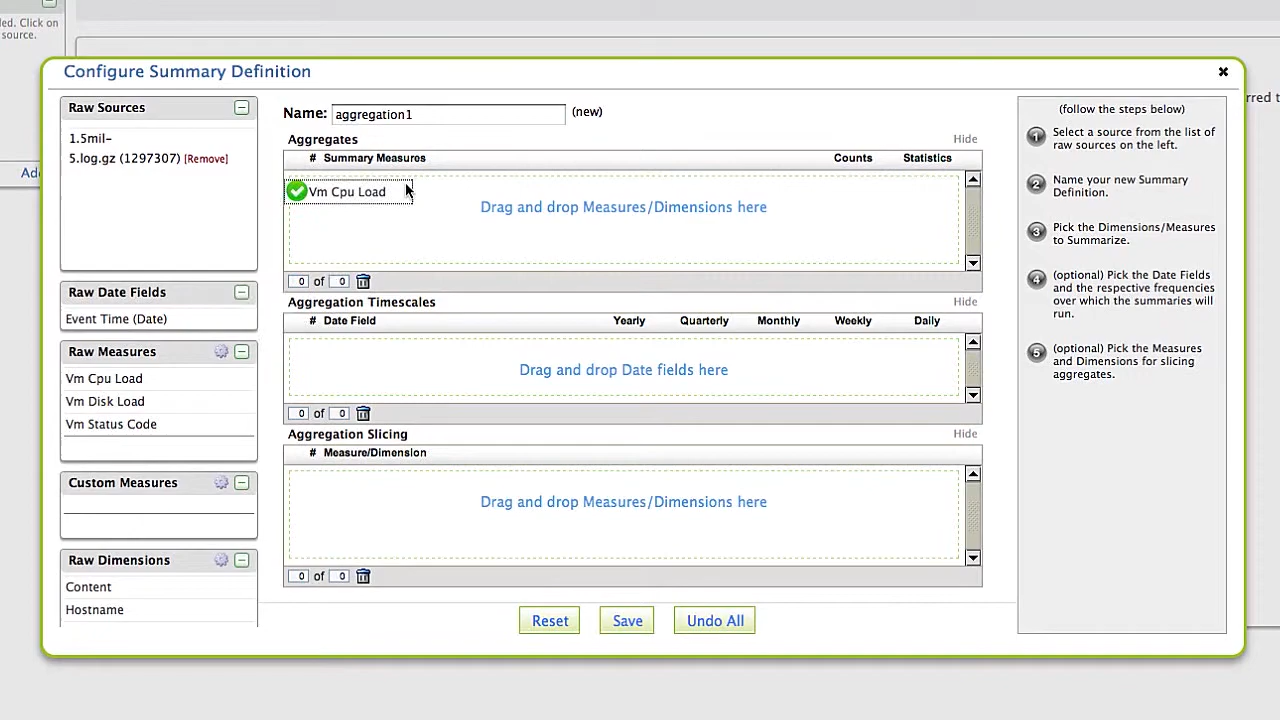 led. Click on
source.
rred t
Configure Summary Definition
Raw Sources
1.5mil-
5.log.gz (1297307) [Remove]
Raw Date Fields
Event Time (Date)
Raw Measures
Vm Cpu Load
Vm Disk Load
Vm Status Code
Custom Measures
Raw Dimensions
Content
Hostname
Name: aggregation1 (new)
Aggregates Hide
# Summary Measures Counts Statistics
Vm Cpu Load
Drag and drop Measures/Dimensions here
0 of 0
Aggregation Timescales Hide
# Date Field Yearly Quarterly Monthly Weekly Daily
Drag and drop Date fields here
0 of 0
Aggregation Slicing Hide
# Measure/Dimension
Drag and drop Measures/Dimensions here
0 of 0
Reset Save Undo All
(follow the steps below)
1 Select a source from the list of
raw sources on the left.
2 Name your new Summary
Definition.
3 Pick the Dimensions/Measures
to Summarize.
4 (optional) Pick the Date Fields
and the respective frequencies
over which the summaries will
run.
5 (optional) Pick the Measures
and Dimensions for slicing
aggregates.